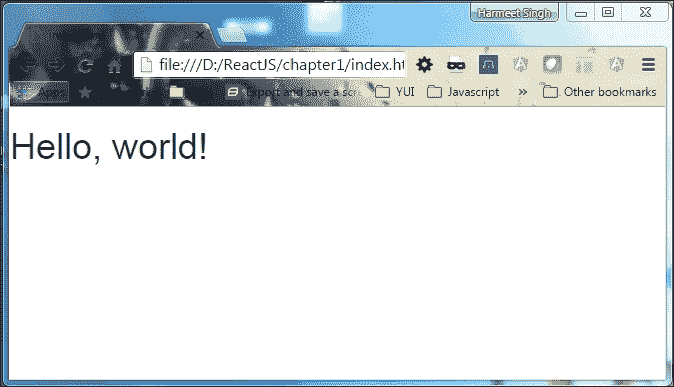 Harmeet Singh
file:///D:/ReactJS/chapter1/index.ht
Apps Export and save a scr YUI Javascript » Other bookmarks
Hello, world!